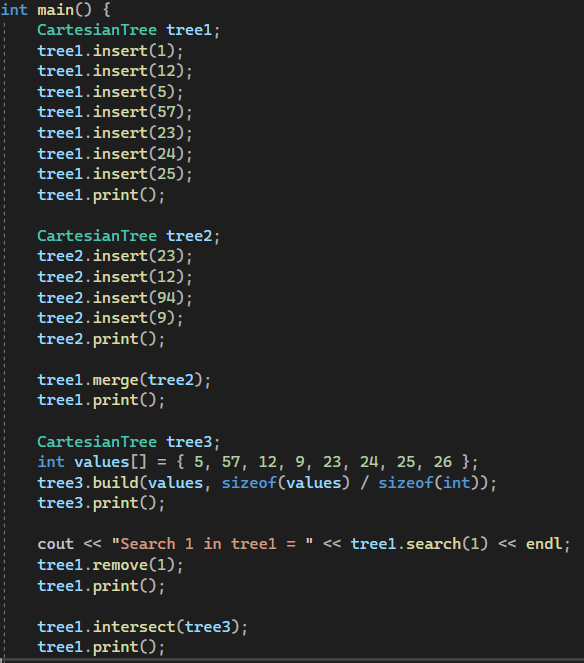 int main() {
CartesianTree tree1;
tree1.insert(1);
tree1.insert(12);
tree1.insert(5);
tree1.insert(57);
tree1.insert(23);
tree1.insert(24);
tree1.insert(25);
tree1.print();
CartesianTree tree2;
tree2.insert(23);
tree2.insert(12);
tree2.insert(94);
tree2.insert(9);
tree2.print();
tree1.merge(tree2);
tree1.print();
CartesianTree tree3;
int values[] = { 5, 57, 12, 9, 23, 24, 25, 26 };
tree3.build(values, sizeof(values) / sizeof(int));
tree3.print();
cout << "Search 1 in tree1 = " << tree1.search(1) << endl;
tree1.remove(1);
tree1.print();
tree1.intersect(tree3);
tree1.print();